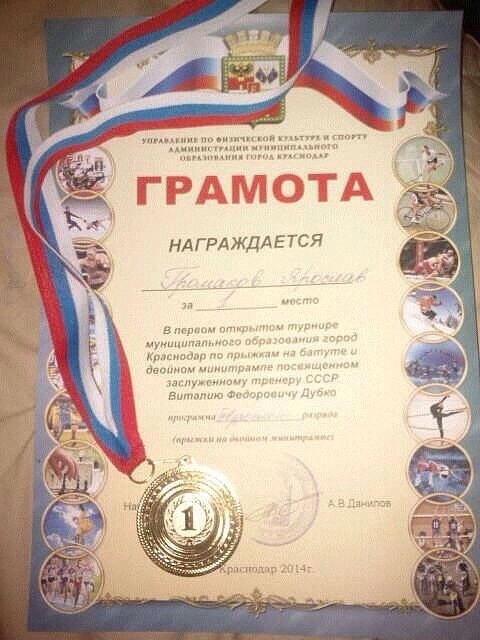 УПРАВЛЕНИЕ ПО ФИЗИЧЕСКОЙ КУЛЬТУРЕ И СПОРТУ
АДМИНИСТРАЦИИ МУНИЦИПАЛЬНОГО
ОБРАЗОВАНИЯ ГОРОД КРАСНОДАР
ГРАМОТА
НАГРАЖДАЕТСЯ
Громаков Ярослав
за 1 место
В первом открытом турнире
муниципального образования город
Краснодар по прыжкам на батуте и
двойном минитрампе посвященном
заслуженному тренеру СССР
Виталию Федоровичу Дубко
программа разряда
(прыжки на двойном минитрампе)
А.В.Данилов
1
Краснодар 2014г.